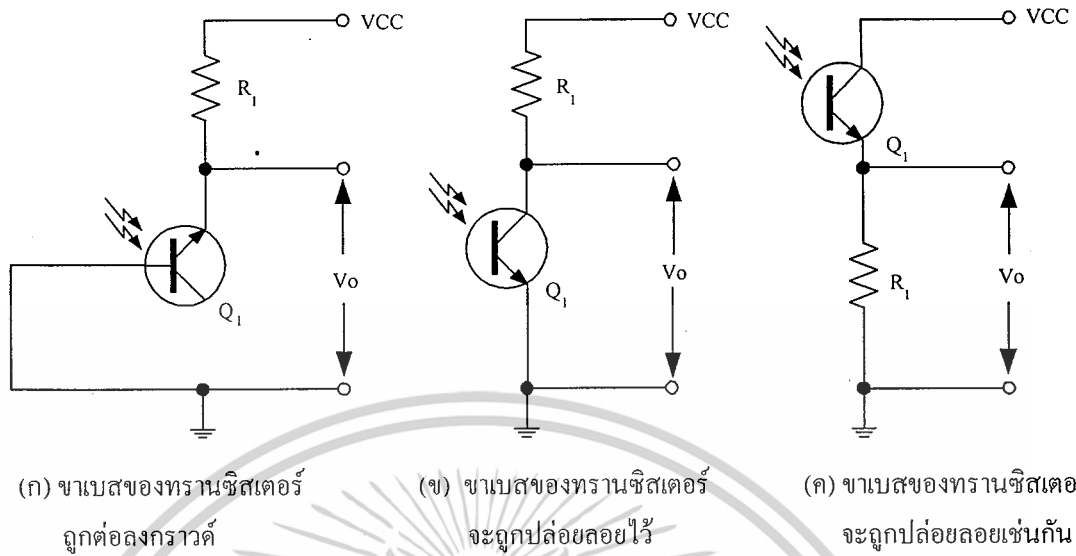 VCC
R1
Vo
Q1
VCC
R1
Vo
Q1
VCC
Q1
R1
Vo
(ก) ขาเบสของทรานซิสเตอร์
ถูกต่อลงกราวด์
(ข) ขาเบสของทรานซิสเตอร์
จะถูกปล่อยลอยไว้
(ค) ขาเบสของทรานซิสเตอ
จะถูกปล่อยลอยเช่นกัน